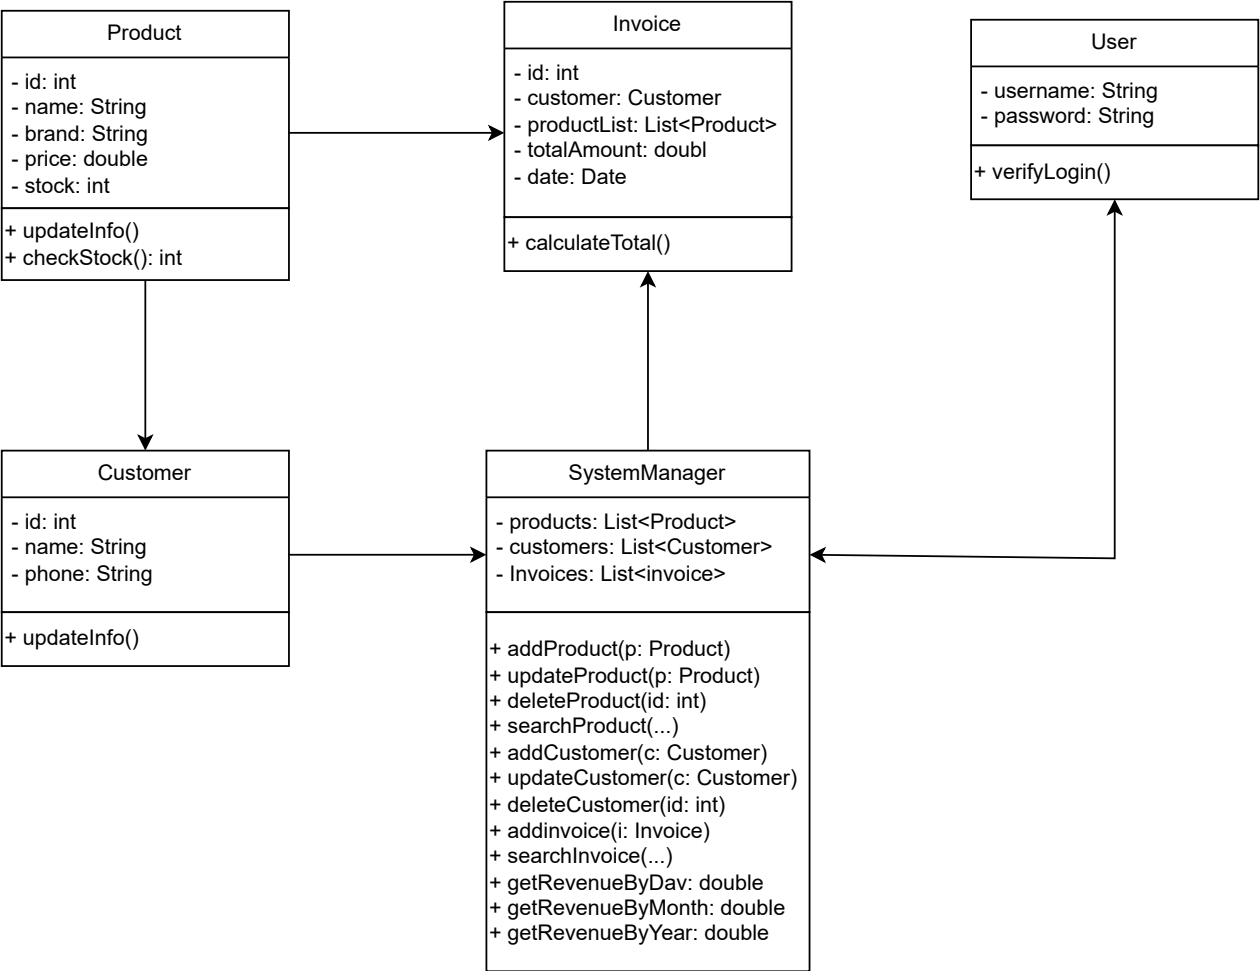 Product
- id: int
- name: String
- brand: String
- price: double
- stock: int
+ updateInfo()
+ checkStock(): int
Invoice
- id: int
- customer: Customer
- productList: List<Product>
- totalAmount: doubl
- date: Date
+ calculateTotal()
User
- username: String
- password: String
+ verifyLogin()
Customer
- id: int
- name: String
- phone: String
+ updateInfo()
SystemManager
- products: List<Product>
- customers: List<Customer>
- Invoices: List<invoice>
+ addProduct(p: Product)
+ updateProduct(p: Product)
+ deleteProduct(id: int)
+ searchProduct(...)
+ addCustomer(c: Customer)
+ updateCustomer(c: Customer)
+ deleteCustomer(id: int)
+ addinvoice(i: Invoice)
+ searchInvoice(...)
+ getRevenueByDav: double
+ getRevenueByMonth: double
+ getRevenueByYear: double